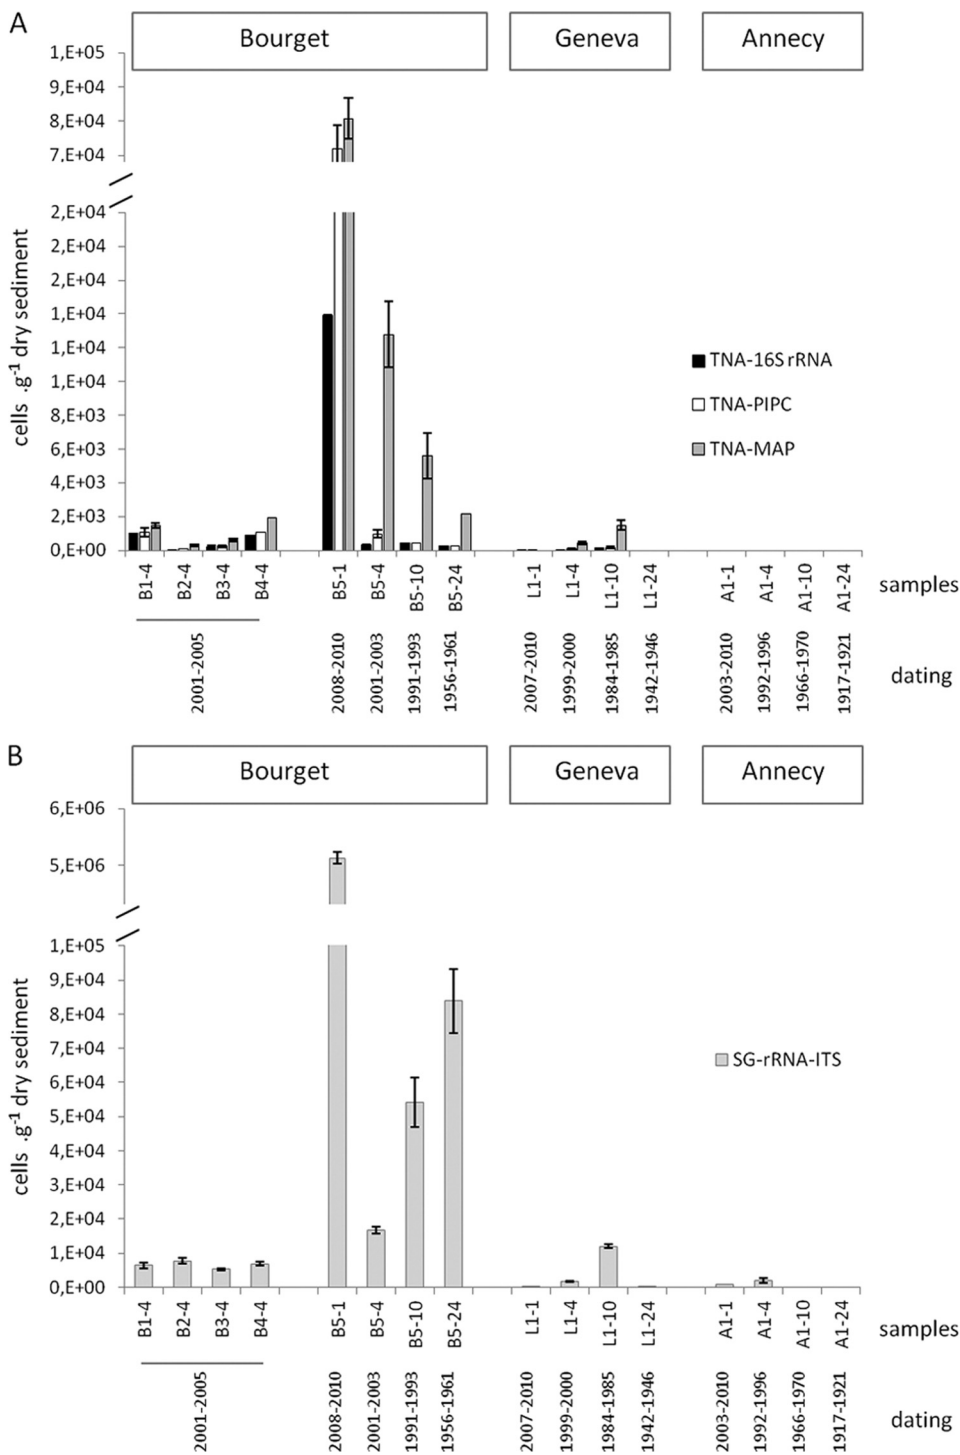 A
Bourget
Geneva
Annecy
1,E+05
9,E+04
8,E+04
7,E+04
2,E+04
2,E+04
2,E+04
1,E+04
1,E+04
1,E+04
8,E+03
6,E+03
4,E+03
2,E+03
0,E+00
cells .g-1 dry sediment
TNA-16S rRNA
TNA-PIPC
TNA-MAP
B1-4
B2-4
B3-4
B4-4
B5-1
B5-4
B5-10
B5-24
L1-1
L1-4
L1-10
L1-24
A1-1
A1-4
A1-10
A1-24
samples
2001-2005
2008-2010
2001-2003
1991-1993
1956-1961
2007-2010
1999-2000
1984-1985
1942-1946
2003-2010
1992-1996
1966-1970
1917-1921
dating
B
Bourget
Geneva
Annecy
6,E+06
5,E+06
1,E+05
9,E+04
8,E+04
7,E+04
6,E+04
5,E+04
4,E+04
3,E+04
2,E+04
1,E+04
0,E+00
cells .g-1 dry sediment
SG-rRNA-ITS
B1-4
B2-4
B3-4
B4-4
B5-1
B5-4
B5-10
B5-24
L1-1
L1-4
L1-10
L1-24
A1-1
A1-4
A1-10
A1-24
samples
2001-2005
2008-2010
2001-2003
1991-1993
1956-1961
2007-2010
1999-2000
1984-1985
1942-1946
2003-2010
1992-1996
1966-1970
1917-1921
dating